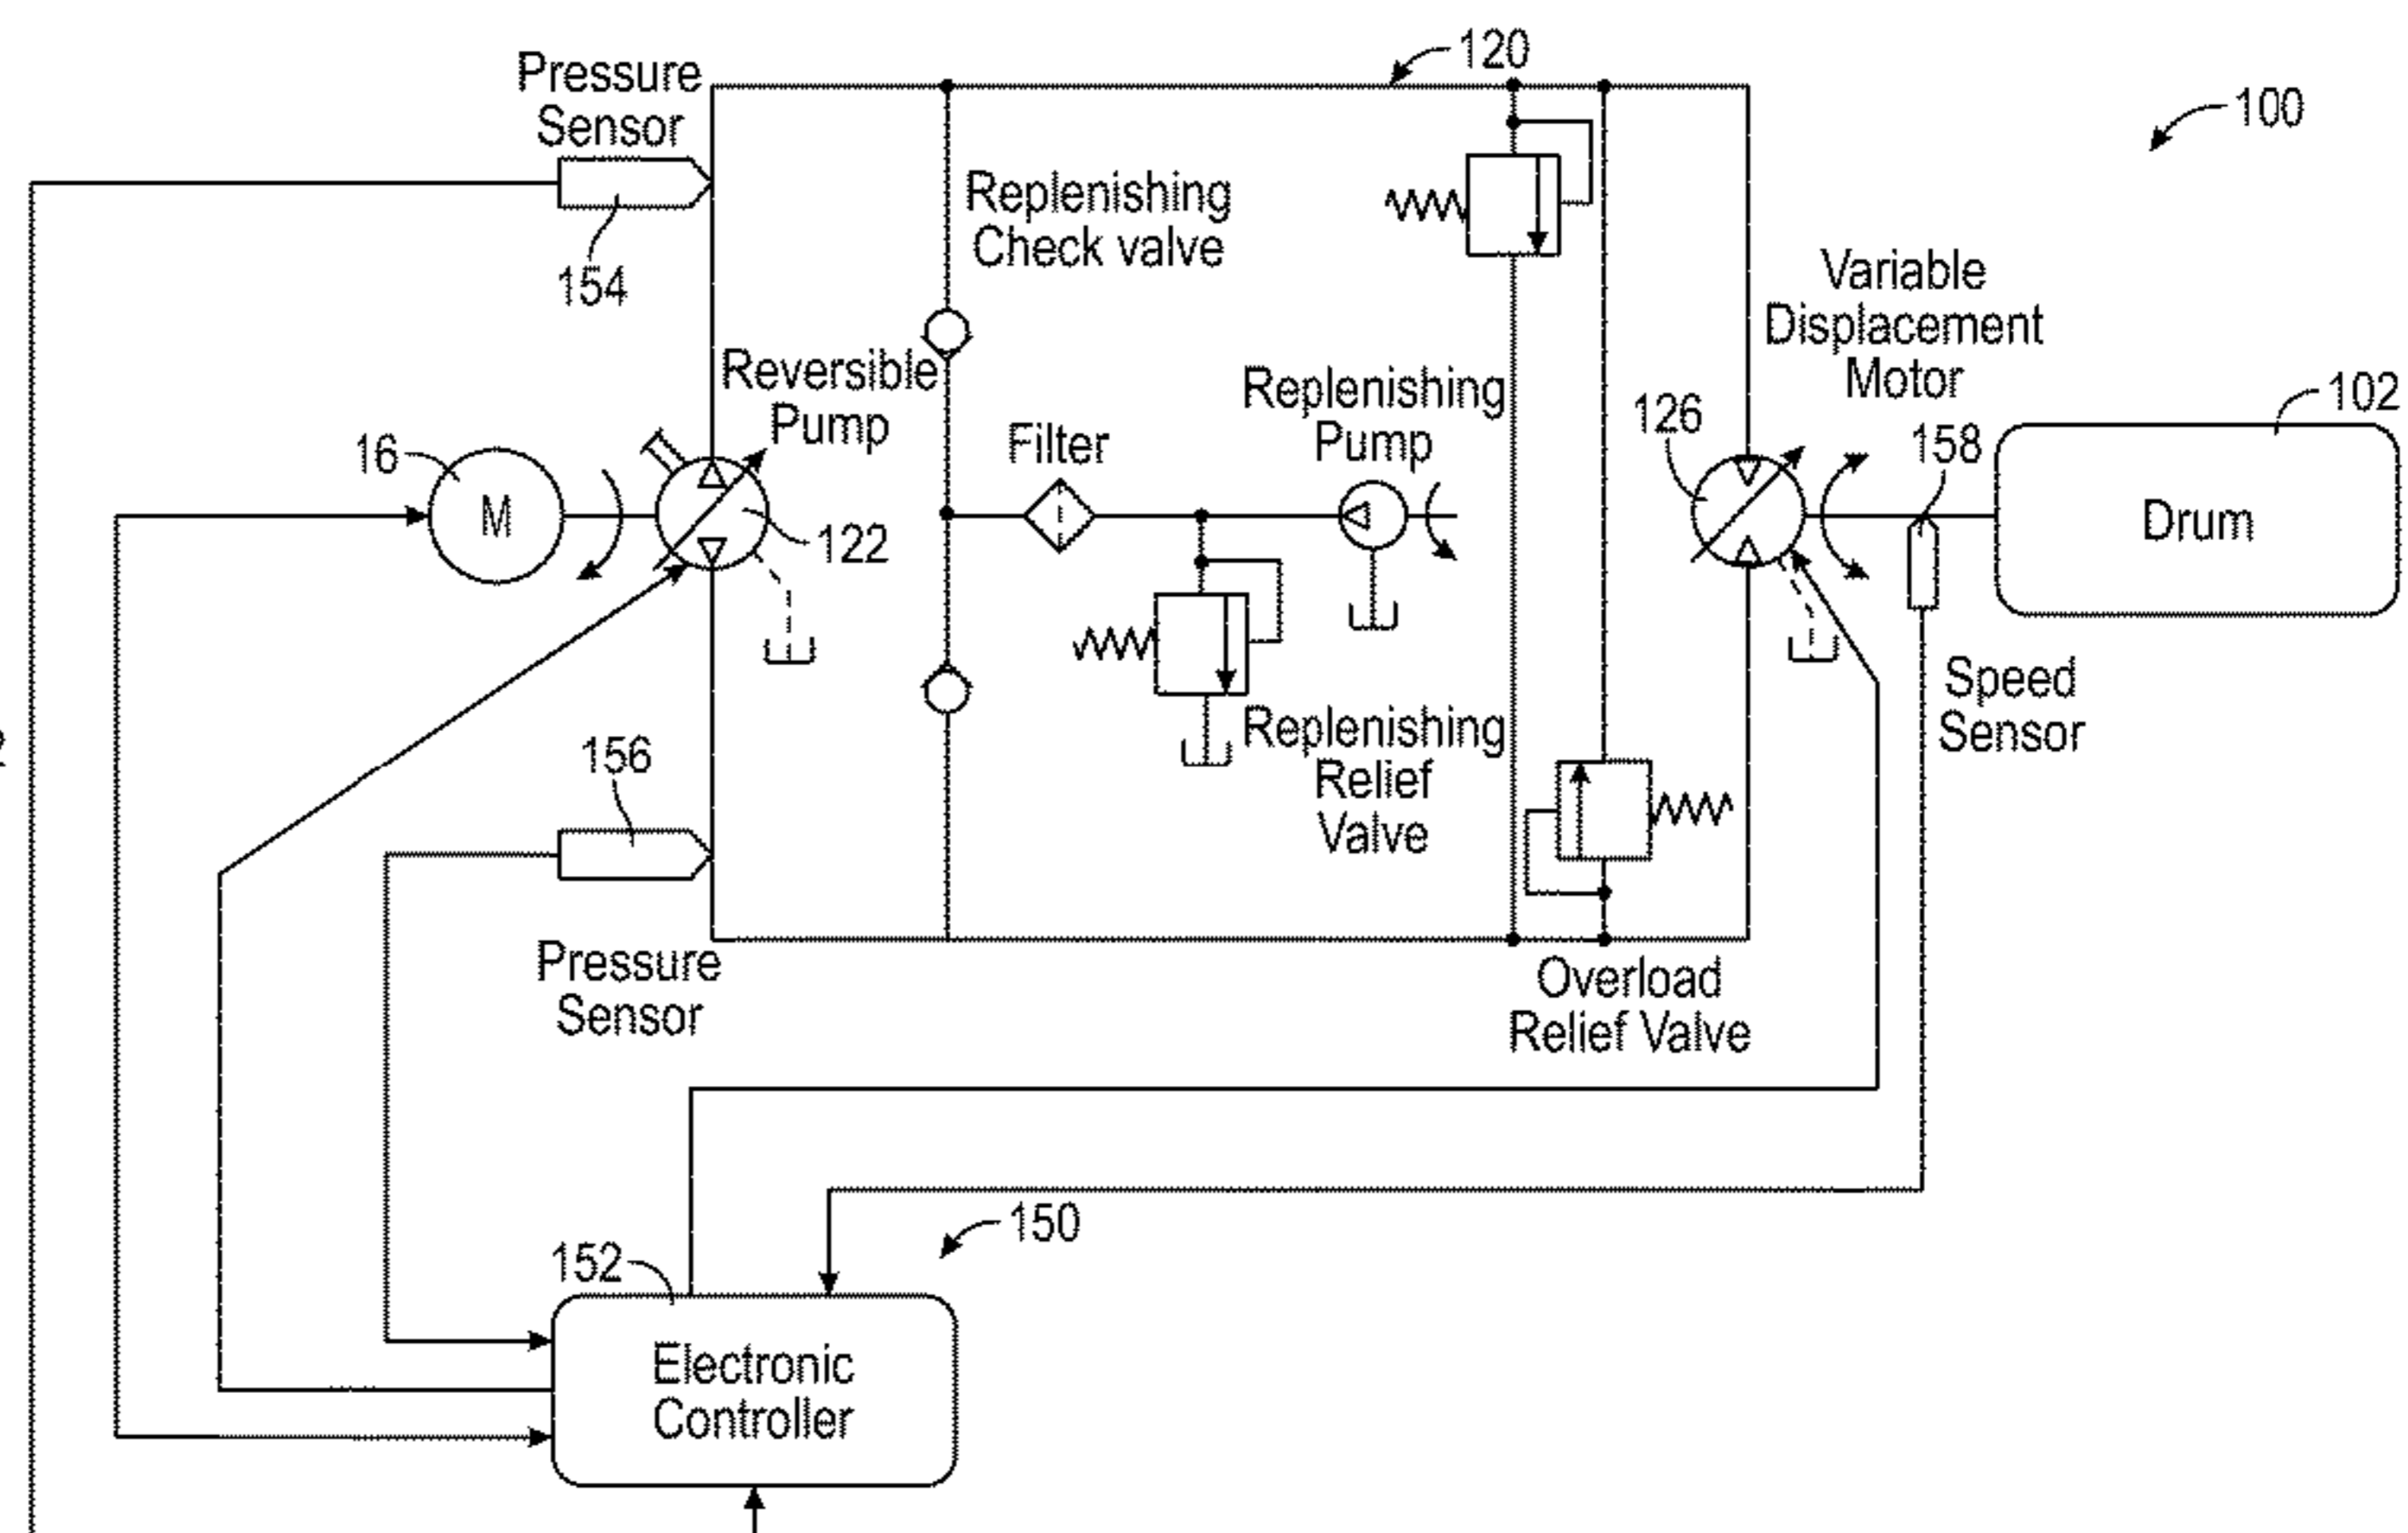 120
100
Pressure
Sensor
154
Replenishing
Check valve
Variable
Displacement
Motor
Reversible
Pump
16
M
122
Filter
Replenishing
Pump
126
158
102
Drum
Speed
Sensor
Replenishing
Relief
Valve
156
Pressure
Sensor
Overload
Relief Valve
150
152
Electronic
Controller